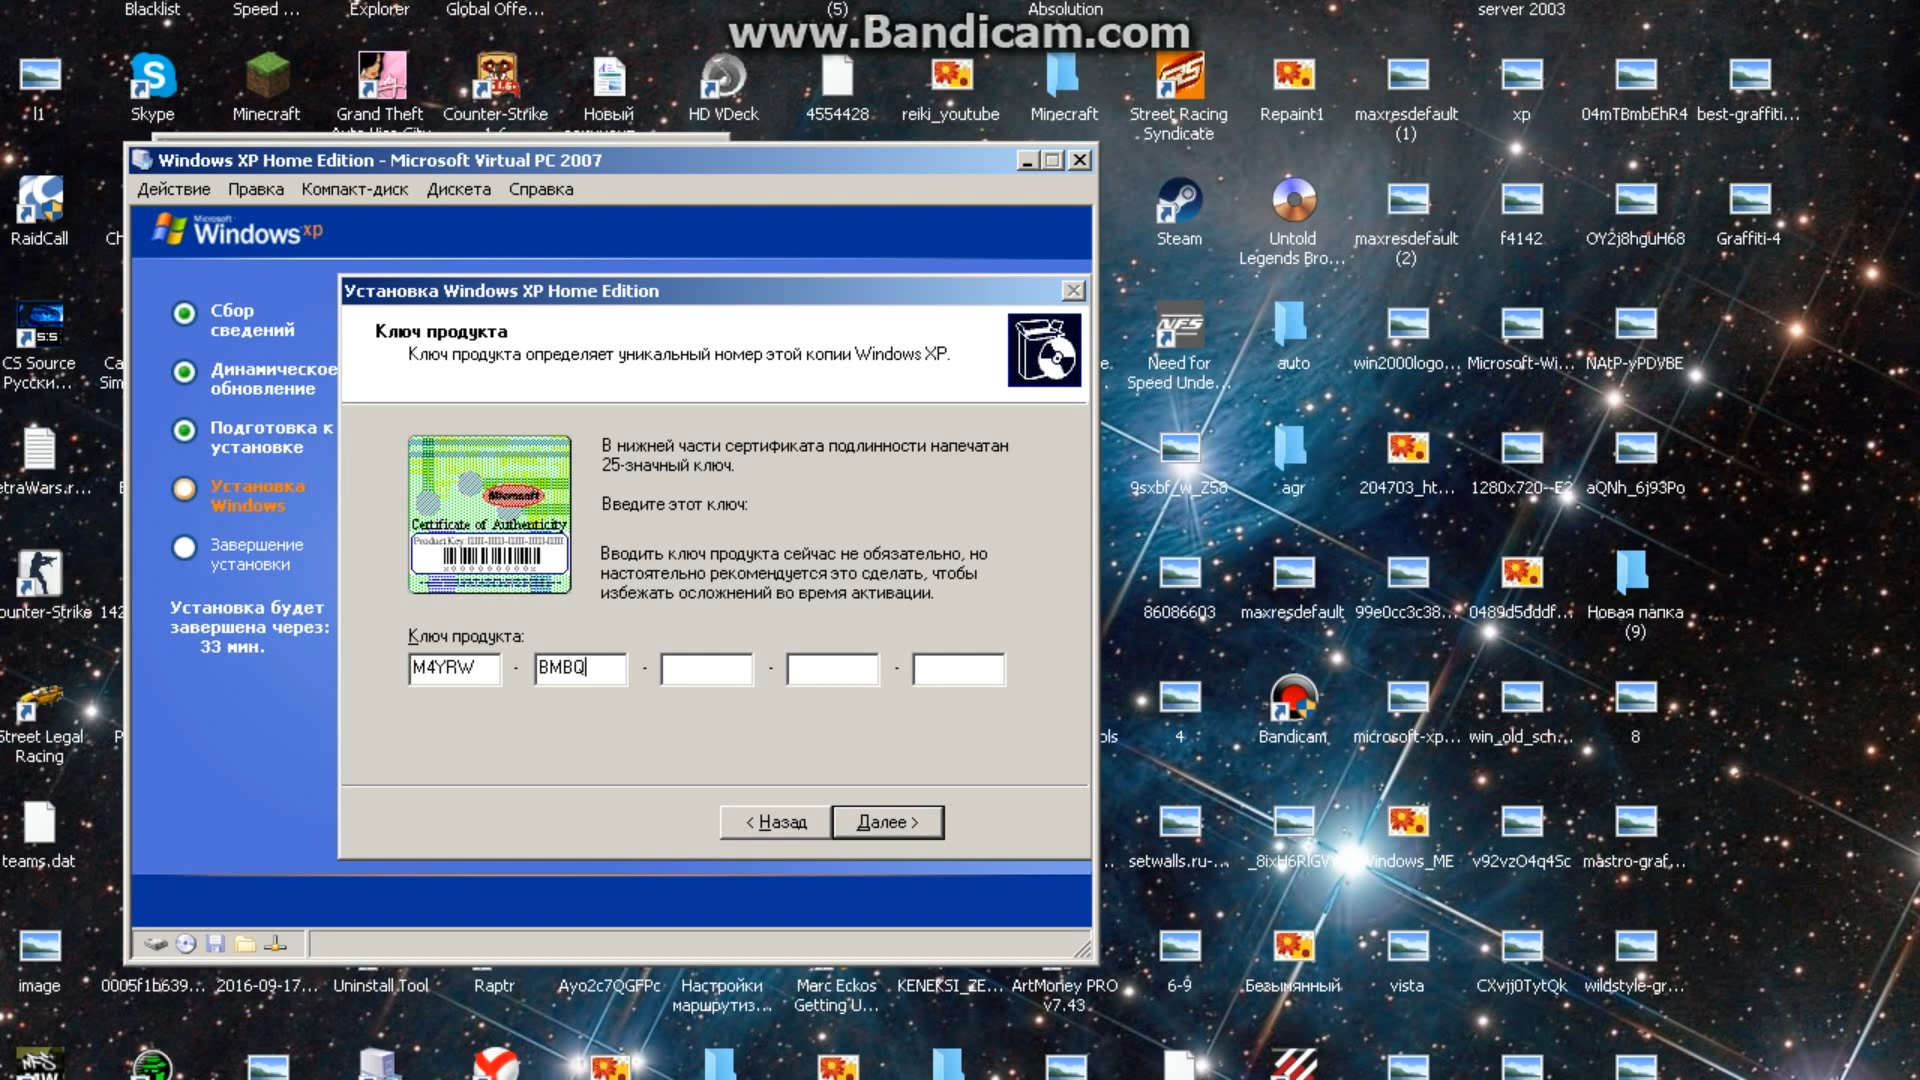 Blacklist
Speed ...
Explorer
Global Offe...
(5)
Absolution
server 2003
www.Bandicam.com
l1
Skype
Minecraft
Grand Theft
Counter-Strike
Новый
HD VDeck
4554428
reiki_youtube
Minecraft
Street Racing
Syndicate
Repaint1
maxresdefault
(1)
xp
04mTBmbEhR4
best-graffiti...
Windows XP Home Edition - Microsoft Virtual PC 2007
Действие Правка Компакт-диск Дискета Справка
Microsoft
Windows xp
Сбор
сведений
Динамическое
обновление
Подготовка к
установке
Установка
Windows
Завершение
установки
Установка будет
завершена через:
33 мин.
Установка Windows XP Home Edition
Ключ продукта
Ключ продукта определяет уникальный номер этой копии Windows XP.
Microsoft
Certificate of Authenticity
В нижней части сертификата подлинности напечатан
25-значный ключ.
Введите этот ключ:
Вводить ключ продукта сейчас не обязательно, но
настоятельно рекомендуется это сделать, чтобы
избежать осложнений во время активации.
Ключ продукта:
M4YRW - BMBQ - - -
< Назад
Далее >
RaidCall
CS Source
Русски...
etraWars.r...
ounter-Strike
142
Street Legal
Racing
teams.dat
image
Steam
Untold
Legends Bro...
maxresdefault
(2)
f4142
OY2j8hguH68
Graffiti-4
Need for
Speed Unde...
auto
win2000logo...
Microsoft-Wi...
NAtP-yPDVBE
agr
204703_ht...
aQNh_6j93Po
86086603
maxresdefault
99e0cc3c38...
0489d5dddf...
Новая папка
(9)
4
Bandicam
microsoft-xp...
win_old_sch...
8
setwalls.ru-...
Windows_ME
v92vzO4q4Sc
mastro-graf...
0005f1b639...
2016-09-17...
Uninstall Tool
Raptr
Ayo2c7QGFPc
Настройки
маршрутиз...
Marc Eckos
Getting U...
KENEKSI_ZE...
ArtMoney PRO
v7.43
6-9
Безымянный
vista
CXvjj0TytQk
wildstyle-gr...